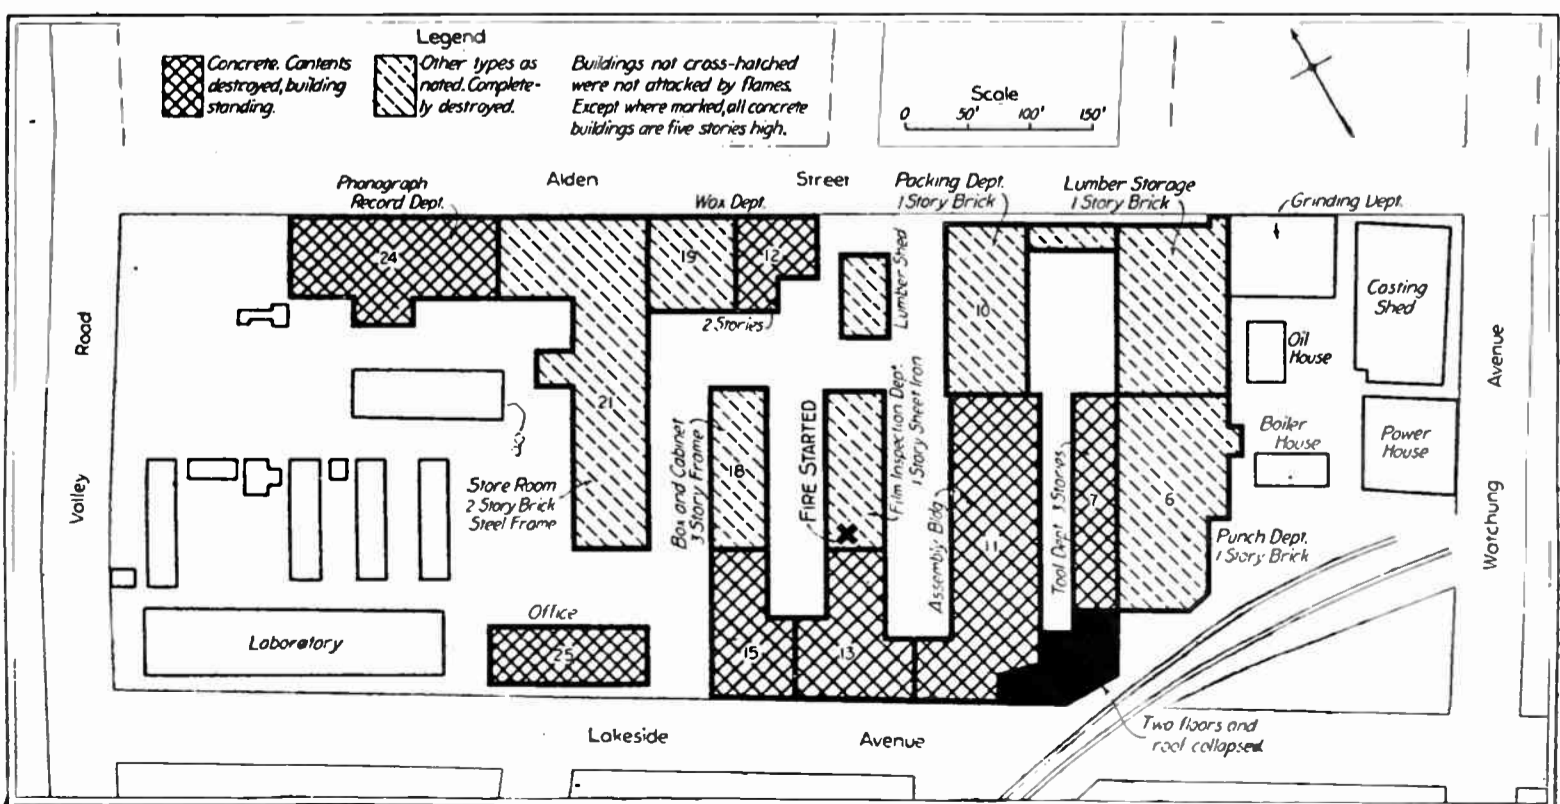 Legend
Concrete. Contents
destroyed, building
standing.
Other types as
noted. Complete-
ly destroyed.
Buildings not cross-hatched
were not attacked by flames.
Except where marked, all concrete
buildings are five stories high.
Scale
0 50' 100' 150'
Alden Street
Phonograph
Record Dept.
Wax Dept.
Packing Dept.
1 Story Brick
Lumber Storage
1 Story Brick
Grinding Dept.
24
19
12
2 Stories
Lumber Shed
10
Casting
Shed
Oil
House
Valley Road
Watchung Avenue
21
Store Room
2 Story Brick
Steel Frame
Box and Cabinet
3 Story Frame
18
FIRE STARTED
Film Inspection Dept.
1 Story Sheet Iron
Assembly Bldg
11
Tool Dept. 3 Stories
7
6
Boiler
House
Power
House
Punch Dept.
1 Story Brick
Office
Laboratory
25
15
13
Two floors and
roof collapsed
Lakeside Avenue